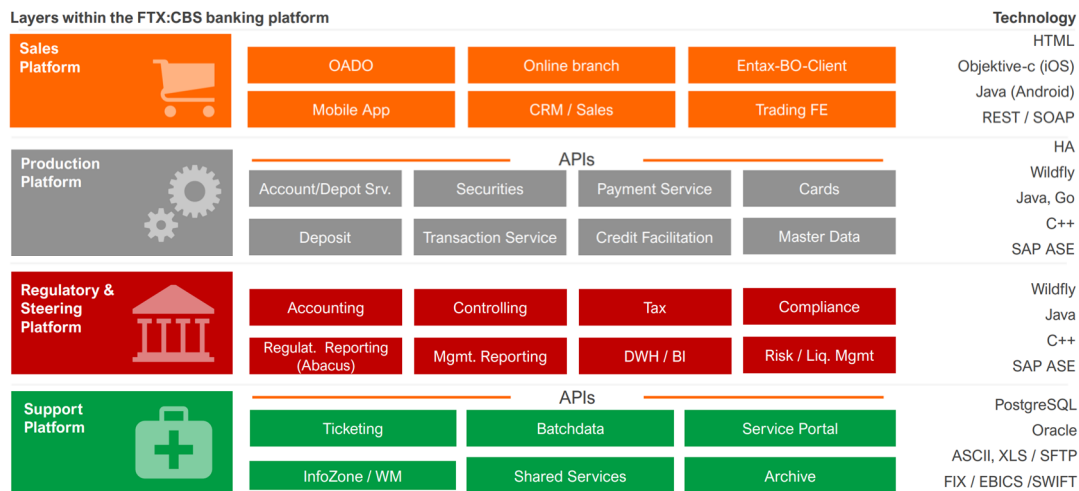 Layers within the FTX:CBS banking platform
Technology
Sales
Platform
OADO
Online branch
Entax-BO-Client
Mobile App
CRM / Sales
Trading FE
HTML
Objektive-c (iOS)
Java (Android)
REST / SOAP
Production
Platform
APIs
Account/Depot Srv.
Securities
Payment Service
Cards
Deposit
Transaction Service
Credit Facilitation
Master Data
HA
Wildfly
Java, Go
C++
SAP ASE
Regulatory &
Steering
Platform
Accounting
Controlling
Tax
Compliance
Regulat. Reporting
(Abacus)
Mgmt. Reporting
DWH / BI
Risk / Liq. Mgmt
Wildfly
Java
C++
SAP ASE
Support
Platform
APIs
Ticketing
Batchdata
Service Portal
InfoZone / WM
Shared Services
Archive
PostgreSQL
Oracle
ASCII, XLS / SFTP
FIX / EBICS /SWIFT